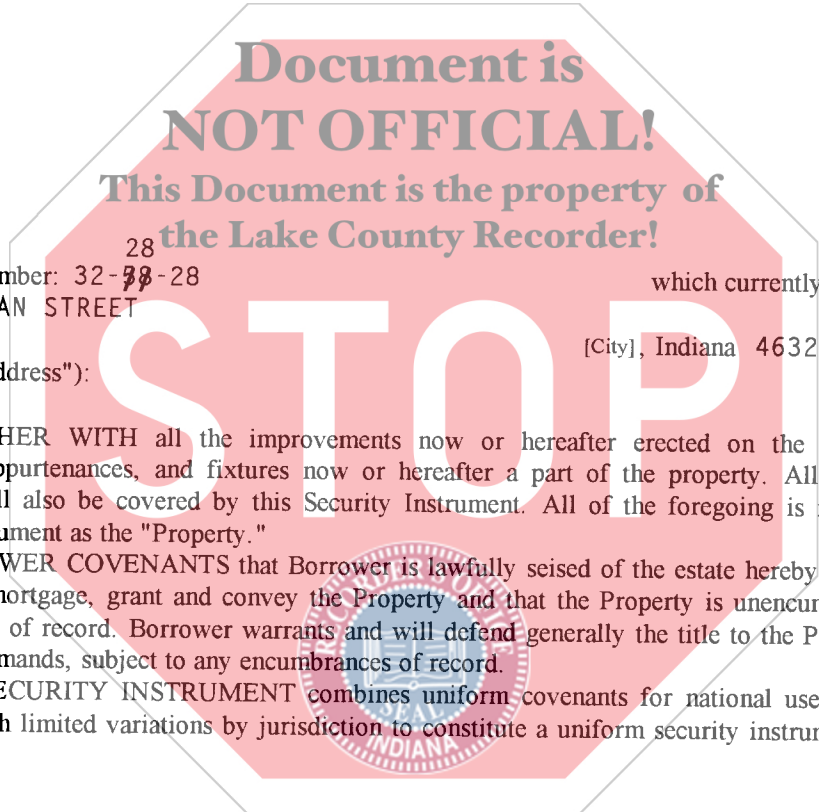 Document is
NOT OFFICIAL!
This Document is the property of
the Lake County Recorder!
28
mber: 32- -28 which currently
AN STREET
[City], Indiana 4632
ddress"):
STOP
HER WITH all the improvements now or hereafter erected on the
ppurtenances, and fixtures now or hereafter a part of the property. All
ll also be covered by this Security Instrument. All of the foregoing is
ument as the "Property."
WER COVENANTS that Borrower is lawfully seised of the estate hereby
nortgage, grant and convey the Property and that the Property is unencum
of record. Borrower warrants and will defend generally the title to the P
mands, subject to any encumbrances of record.
ECURITY INSTRUMENT combines uniform covenants for national use
h limited variations by jurisdiction to constitute a uniform security instrum
SEAL
INDIANA